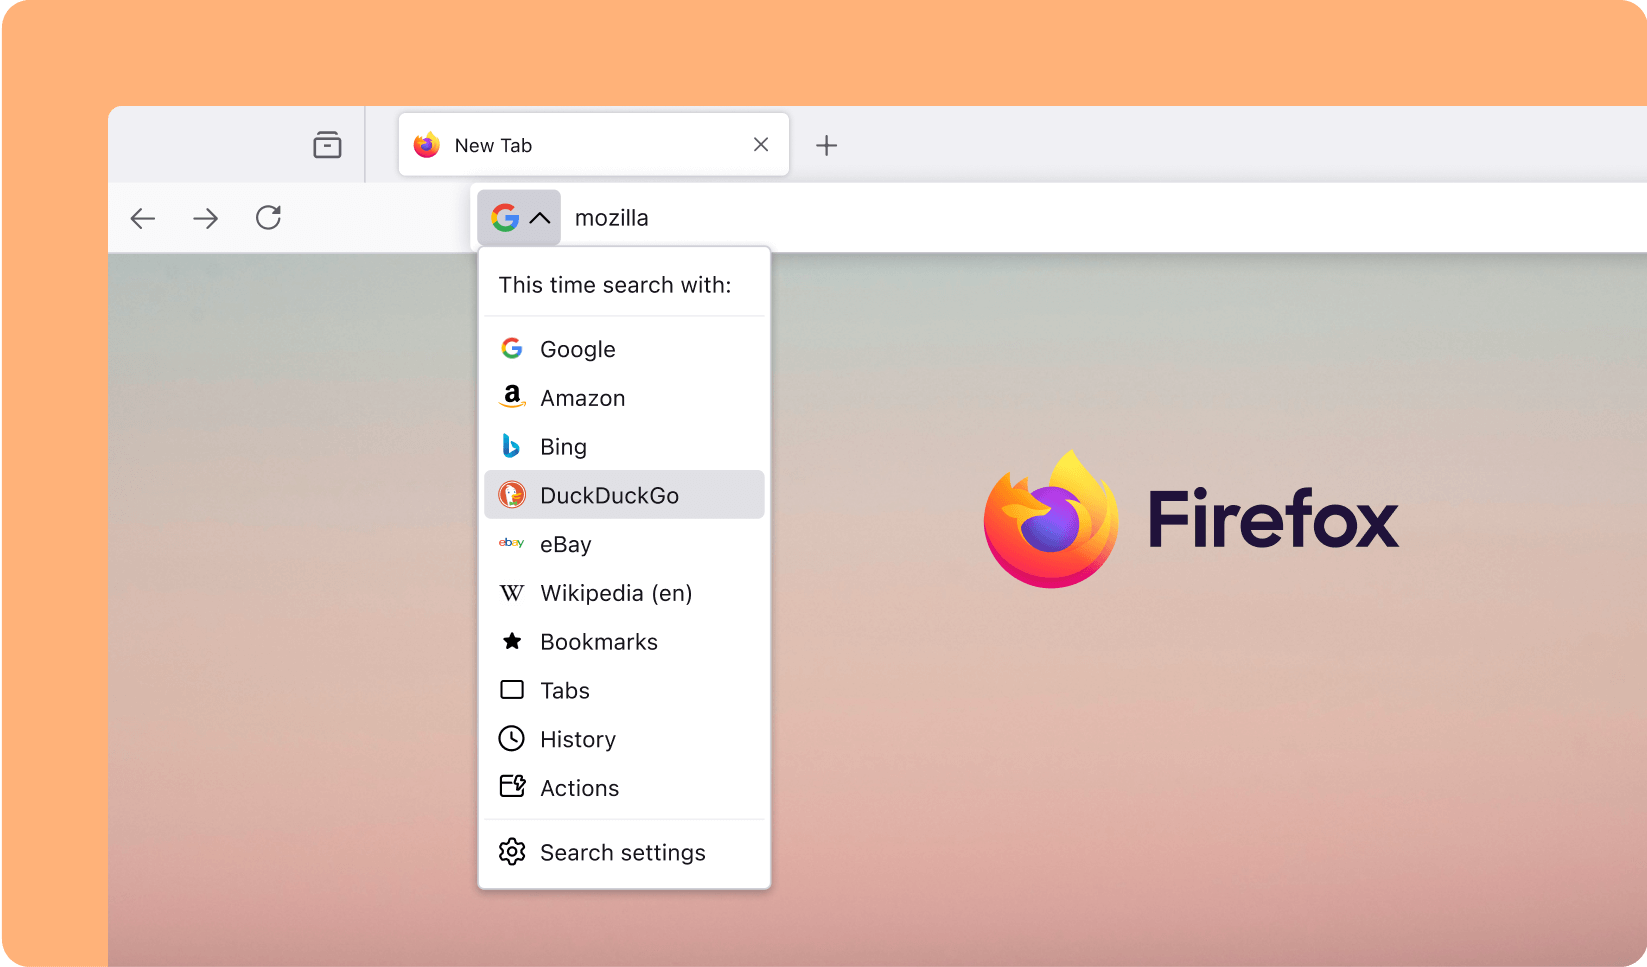 New Tab
mozilla
This time search with:
Google
Amazon
Bing
DuckDuckGo
eBay
Wikipedia (en)
Bookmarks
Tabs
History
Actions
Search settings
Firefox